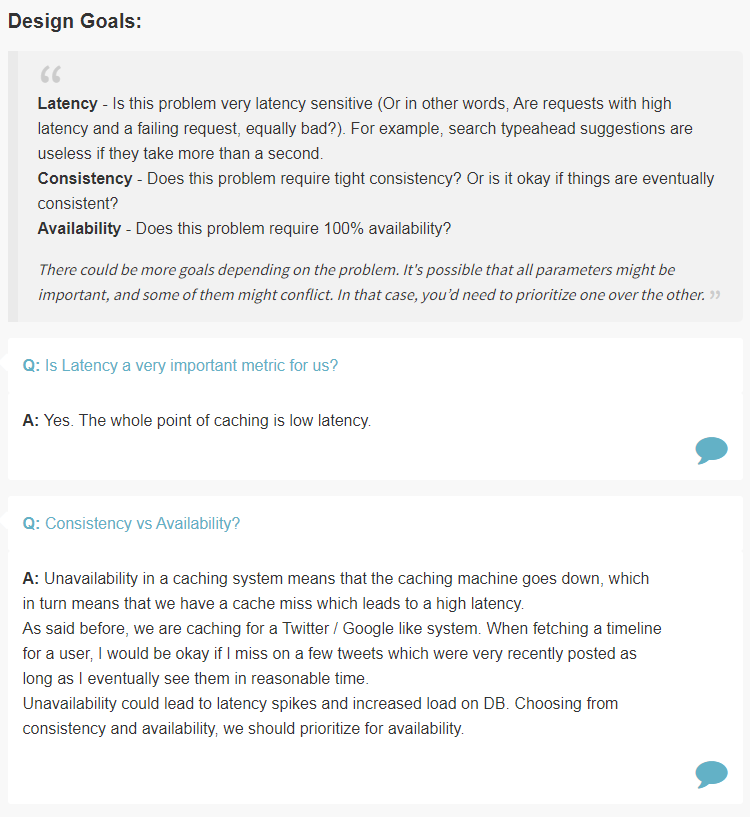 Design Goals:
“
Latency - Is this problem very latency sensitive (Or in other words, Are requests with high
latency and a failing request, equally bad?). For example, search typeahead suggestions are
useless if they take more than a second.
Consistency - Does this problem require tight consistency? Or is it okay if things are eventually
consistent?
Availability - Does this problem require 100% availability?
There could be more goals depending on the problem. It's possible that all parameters might be
important, and some of them might conflict. In that case, you’d need to prioritize one over the other. ”
Q: Is Latency a very important metric for us?
A: Yes. The whole point of caching is low latency.
Q: Consistency vs Availability?
A: Unavailability in a caching system means that the caching machine goes down, which
in turn means that we have a cache miss which leads to a high latency.
As said before, we are caching for a Twitter / Google like system. When fetching a timeline
for a user, I would be okay if I miss on a few tweets which were very recently posted as
long as I eventually see them in reasonable time.
Unavailability could lead to latency spikes and increased load on DB. Choosing from
consistency and availability, we should prioritize for availability.